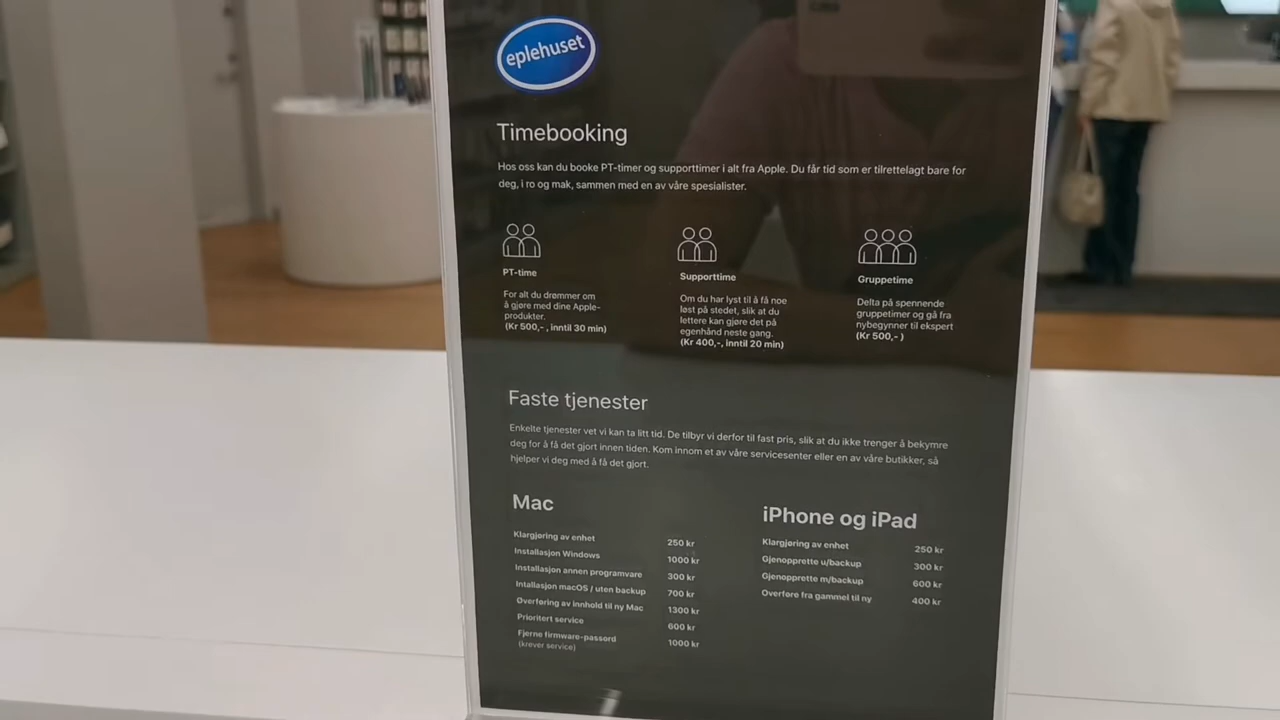 eplehuset
Timebooking
Hos oss kan du booke PT-timer og supporttimer i alt fra Apple. Du får tid som er tilrettelagt bare for
deg, i ro og mak, sammen med en av våre spesialister.
PT-time
For alt du drømmer om
å gjøre med dine Apple-
produkter.
(Kr 500,- , inntil 30 min)
Supporttime
Om du har lyst til å få noe
løst på stedet, slik at du
lettere kan gjøre det på
egenhånd neste gang.
(Kr 400,-, inntil 20 min)
Gruppetime
Delta på spennende
gruppetimer og gå fra
nybegynner til ekspert
(Kr 500,- )
Faste tjenester
Enkelte tjenester vet vi kan ta litt tid. De tilbyr vi derfor til fast pris, slik at du ikke trenger å bekymre
deg for å få det gjort innen tiden. Kom innom et av våre servicesenter eller en av våre butikker, så
hjelper vi deg med å få det gjort.
Mac
Klargjøring av enhet 250 kr
Installasjon Windows 1000 kr
Installasjon annen programvare 300 kr
Intallasjon macOS / uten backup 700 kr
Overføring av innhold til ny Mac 1300 kr
Prioritert service 600 kr
Fjerne firmware-passord 1000 kr
(krever service)
iPhone og iPad
Klargjøring av enhet 250 kr
Gjenopprette u/backup 300 kr
Gjenopprette m/backup 600 kr
Overføre fra gammel til ny 400 kr